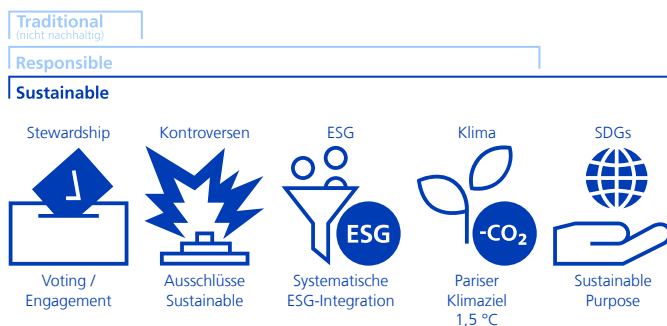 Traditional
(nicht nachhaltig)
Responsible
Sustainable
Stewardship
Kontroversen
ESG
Klima
SDGs
ESG
-CO₂
Voting /
Engagement
Ausschlüsse
Sustainable
Systematische
ESG-Integration
Pariser
Klimaziel
1,5 °C
Sustainable
Purpose